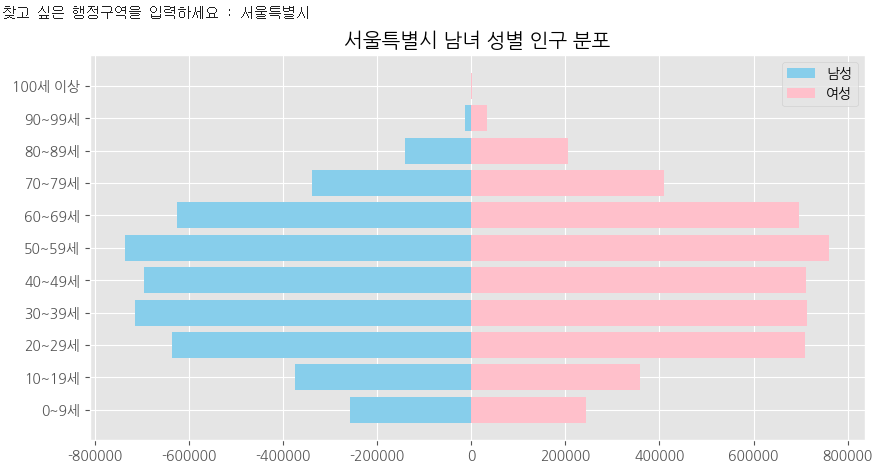 찾고 싶은 행정구역을 입력하세요 : 서울특별시
서울특별시 남녀 성별 인구 분포
남성
여성
100세 이상
90~99세
80~89세
70~79세
60~69세
50~59세
40~49세
30~39세
20~29세
10~19세
0~9세
-800000 -600000 -400000 -200000 0 200000 400000 600000 800000